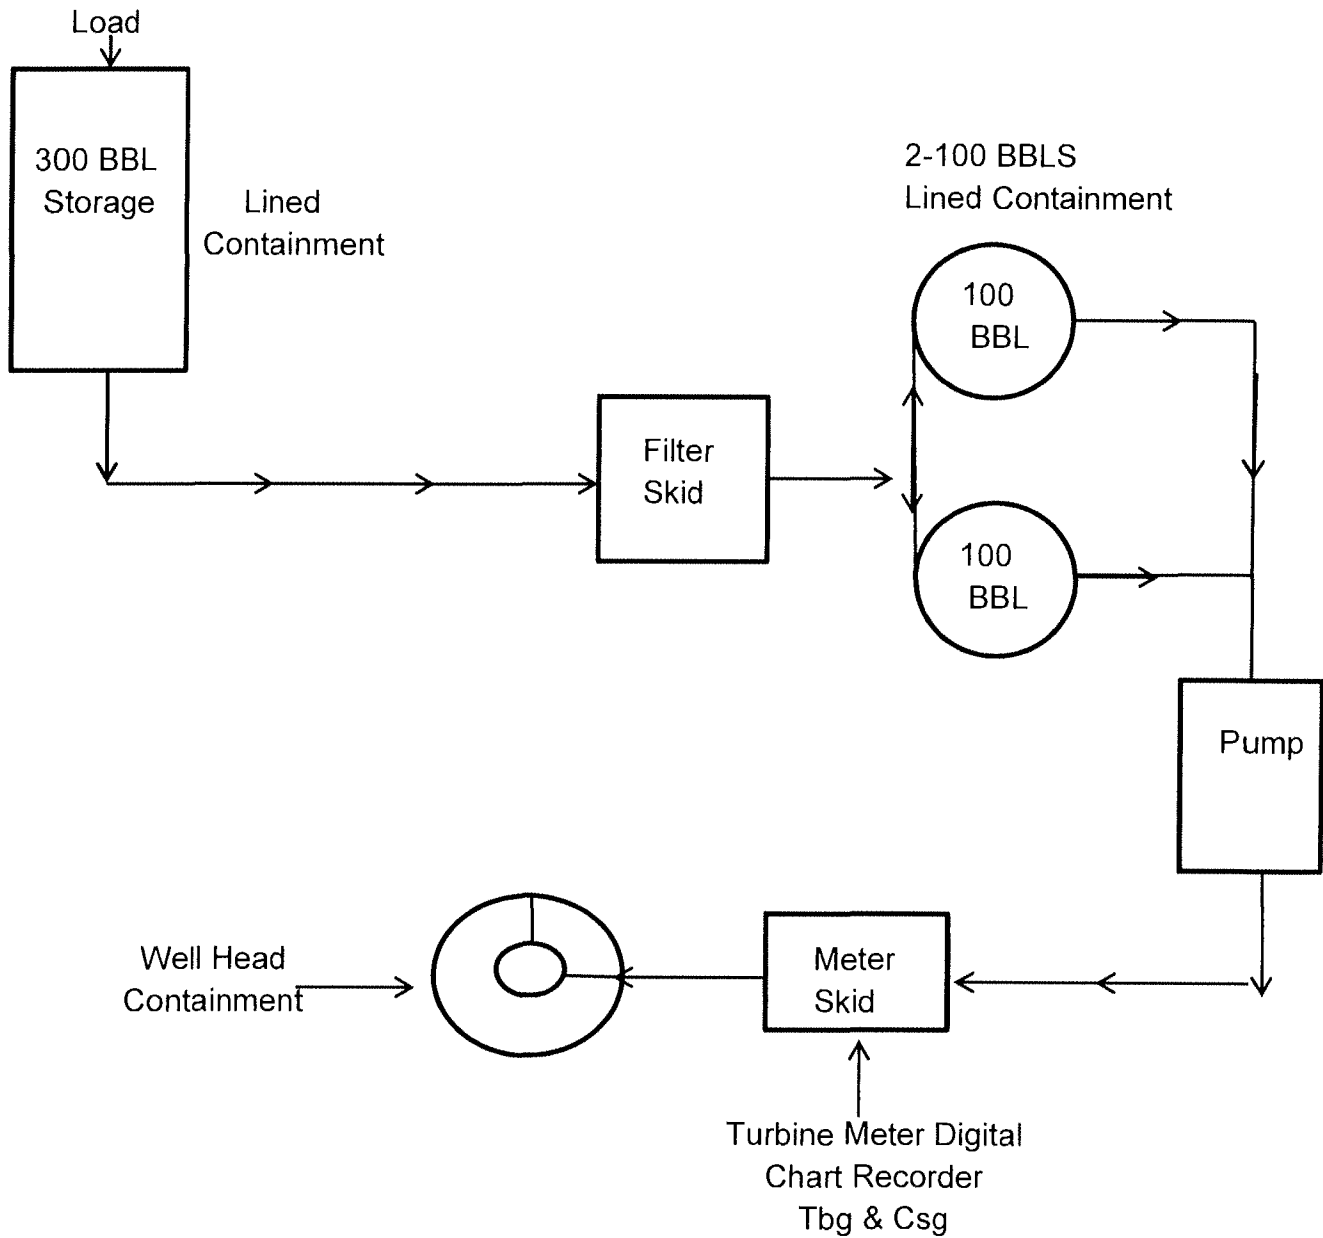 Load
300 BBL
Storage
Lined
Containment
2-100 BBLS
Lined Containment
100
BBL
Filter
Skid
100
BBL
Pump
Well Head
Containment
Meter
Skid
Turbine Meter Digital
Chart Recorder
Tbg & Csg